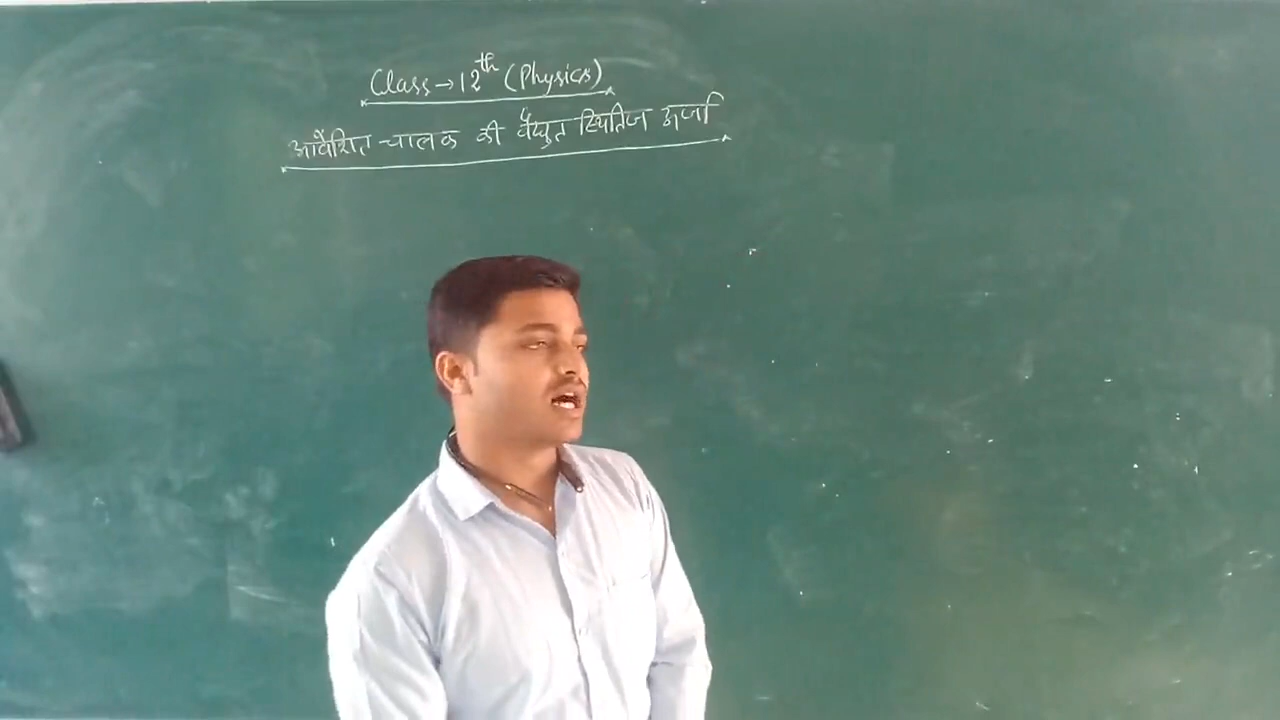 Class → 12th (Physics)
आवेशित चालक की वैद्युत स्थितिज ऊर्जा